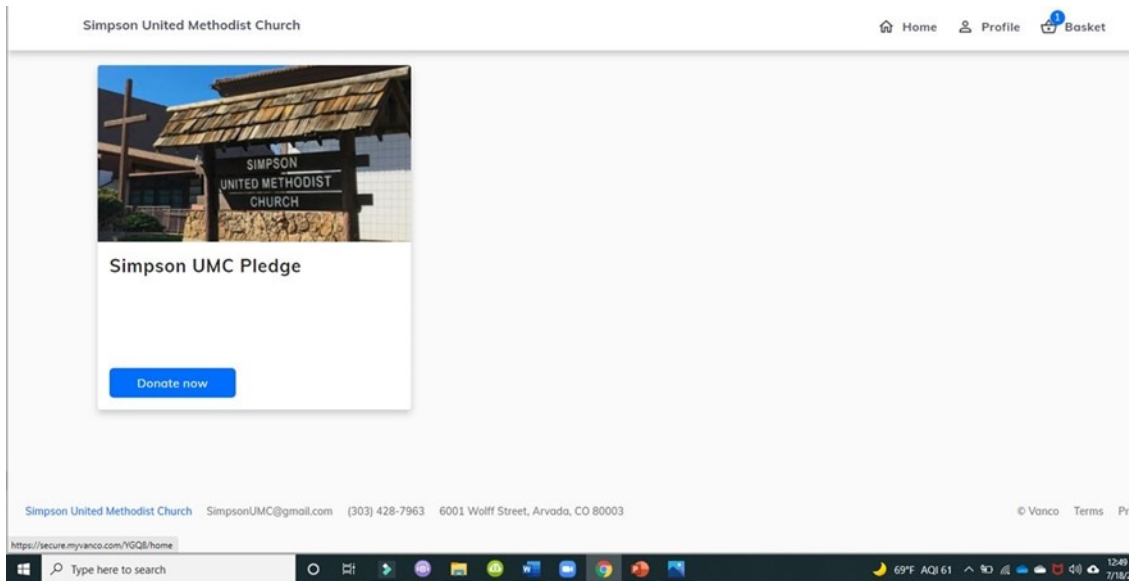 Simpson United Methodist Church
Home Profile 1 Basket
SIMPSON
UNITED METHODIST
CHURCH
Simpson UMC Pledge
Donate now
Simpson United Methodist Church SimpsonUMC@gmail.com (303) 428-7963 6001 Wolff Street, Arvada, CO 80003 © Vanco Terms
https://secure.myvanco.com/YGQ8/home
Type here to search 69°F AQI 61 12:49
7/18/